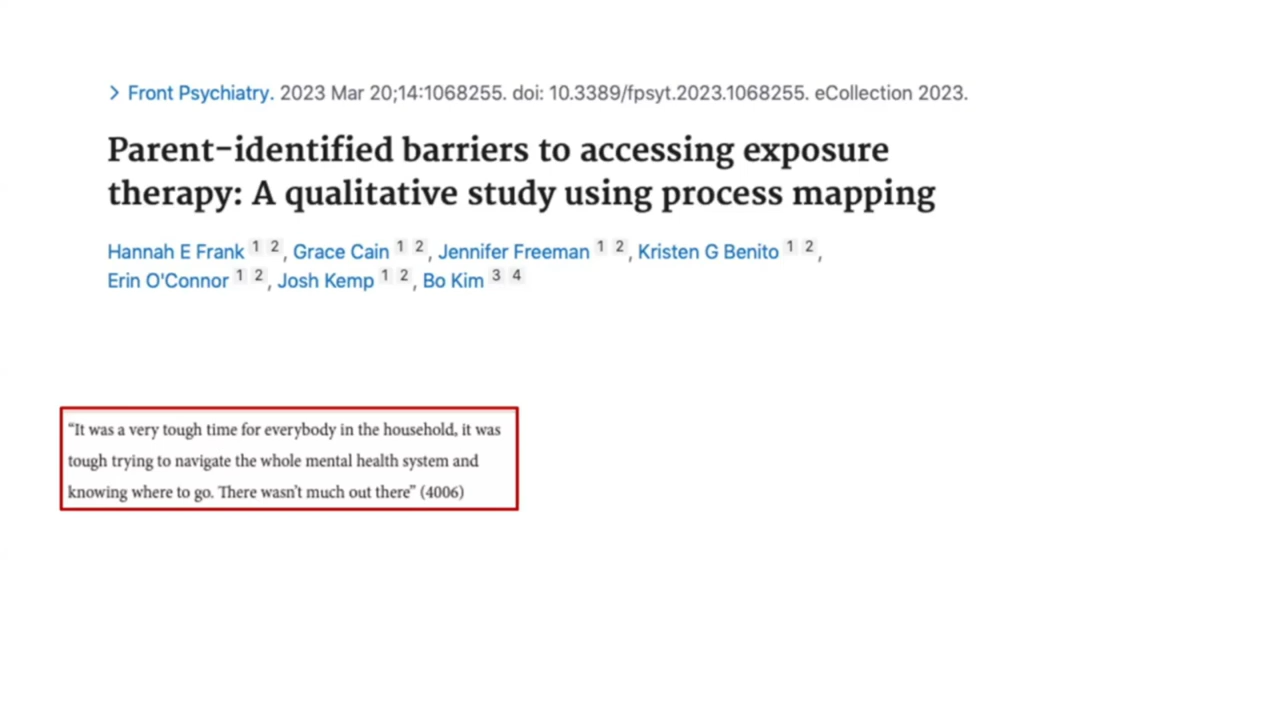 > Front Psychiatry. 2023 Mar 20;14:1068255. doi: 10.3389/fpsyt.2023.1068255. eCollection 2023.
Parent-identified barriers to accessing exposure
therapy: A qualitative study using process mapping
Hannah E Frank 1 2, Grace Cain 1 2, Jennifer Freeman 1 2, Kristen G Benito 1 2,
Erin O'Connor 1 2, Josh Kemp 1 2, Bo Kim 3 4
“It was a very tough time for everybody in the household, it was
tough trying to navigate the whole mental health system and
knowing where to go. There wasn’t much out there” (4006)